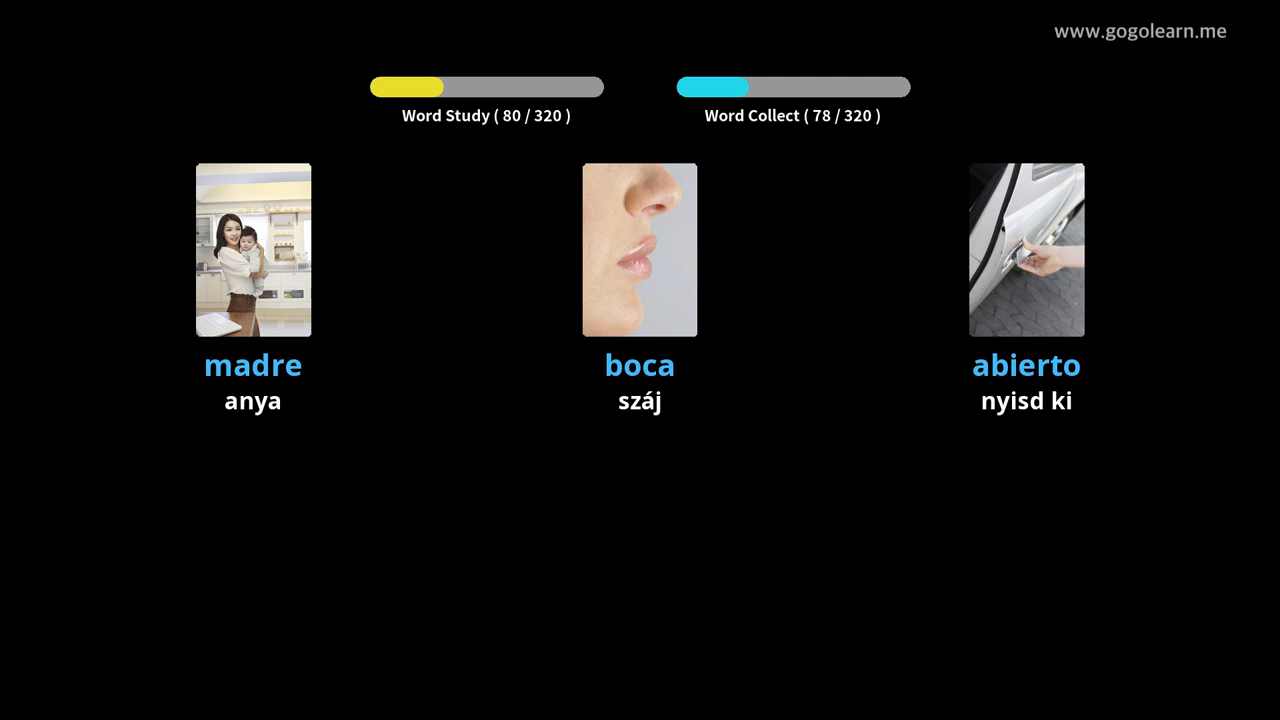 www.gogolearn.me
Word Study ( 80 / 320 )
Word Collect ( 78 / 320 )
madre
anya
boca
száj
abierto
nyisd ki